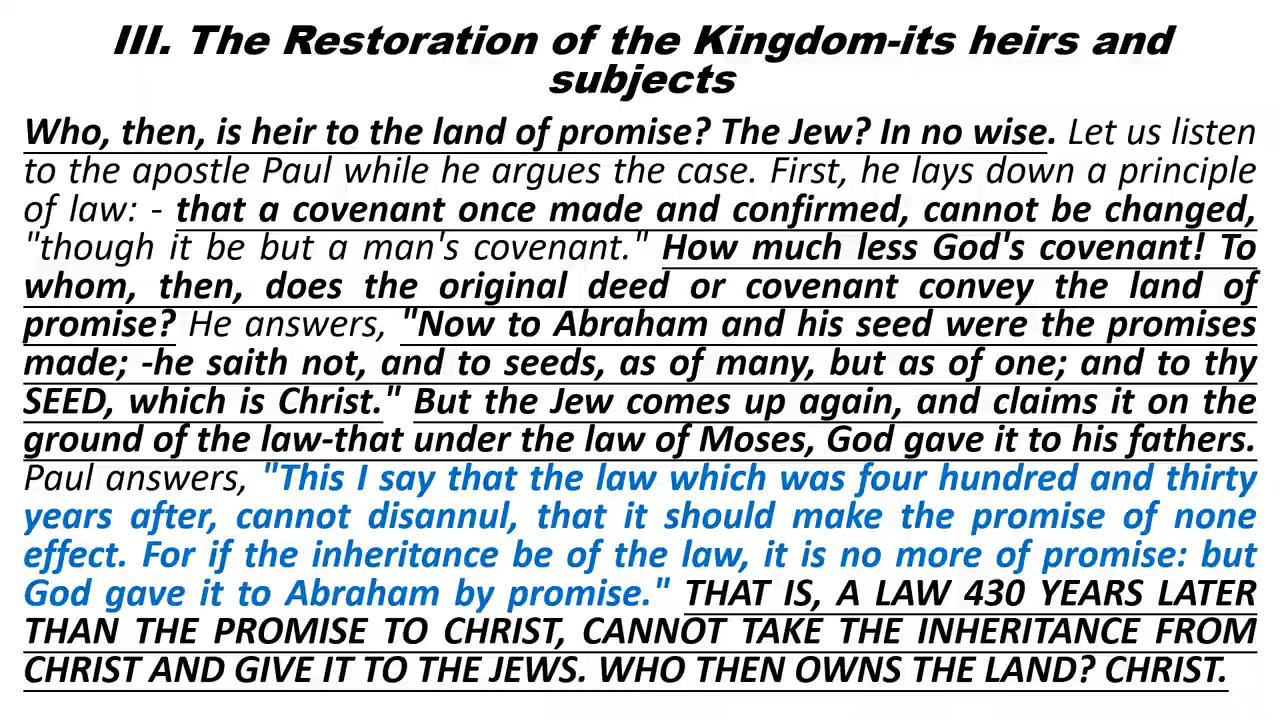 III. The Restoration of the Kingdom-its heirs and
subjects
Who, then, is heir to the land of promise? The Jew? In no wise. Let us listen
to the apostle Paul while he argues the case. First, he lays down a principle
of law: - that a covenant once made and confirmed, cannot be changed,
"though it be but a man's covenant." How much less God's covenant! To
whom, then, does the original deed or covenant convey the land of
promise? He answers, "Now to Abraham and his seed were the promises
made; -he saith not, and to seeds, as of many, but as of one; and to thy
SEED, which is Christ." But the Jew comes up again, and claims it on the
ground of the law-that under the law of Moses, God gave it to his fathers.
Paul answers, "This I say that the law which was four hundred and thirty
years after, cannot disannul, that it should make the promise of none
effect. For if the inheritance be of the law, it is no more of promise: but
God gave it to Abraham by promise." THAT IS, A LAW 430 YEARS LATER
THAN THE PROMISE TO CHRIST, CANNOT TAKE THE INHERITANCE FROM
CHRIST AND GIVE IT TO THE JEWS. WHO THEN OWNS THE LAND? CHRIST.